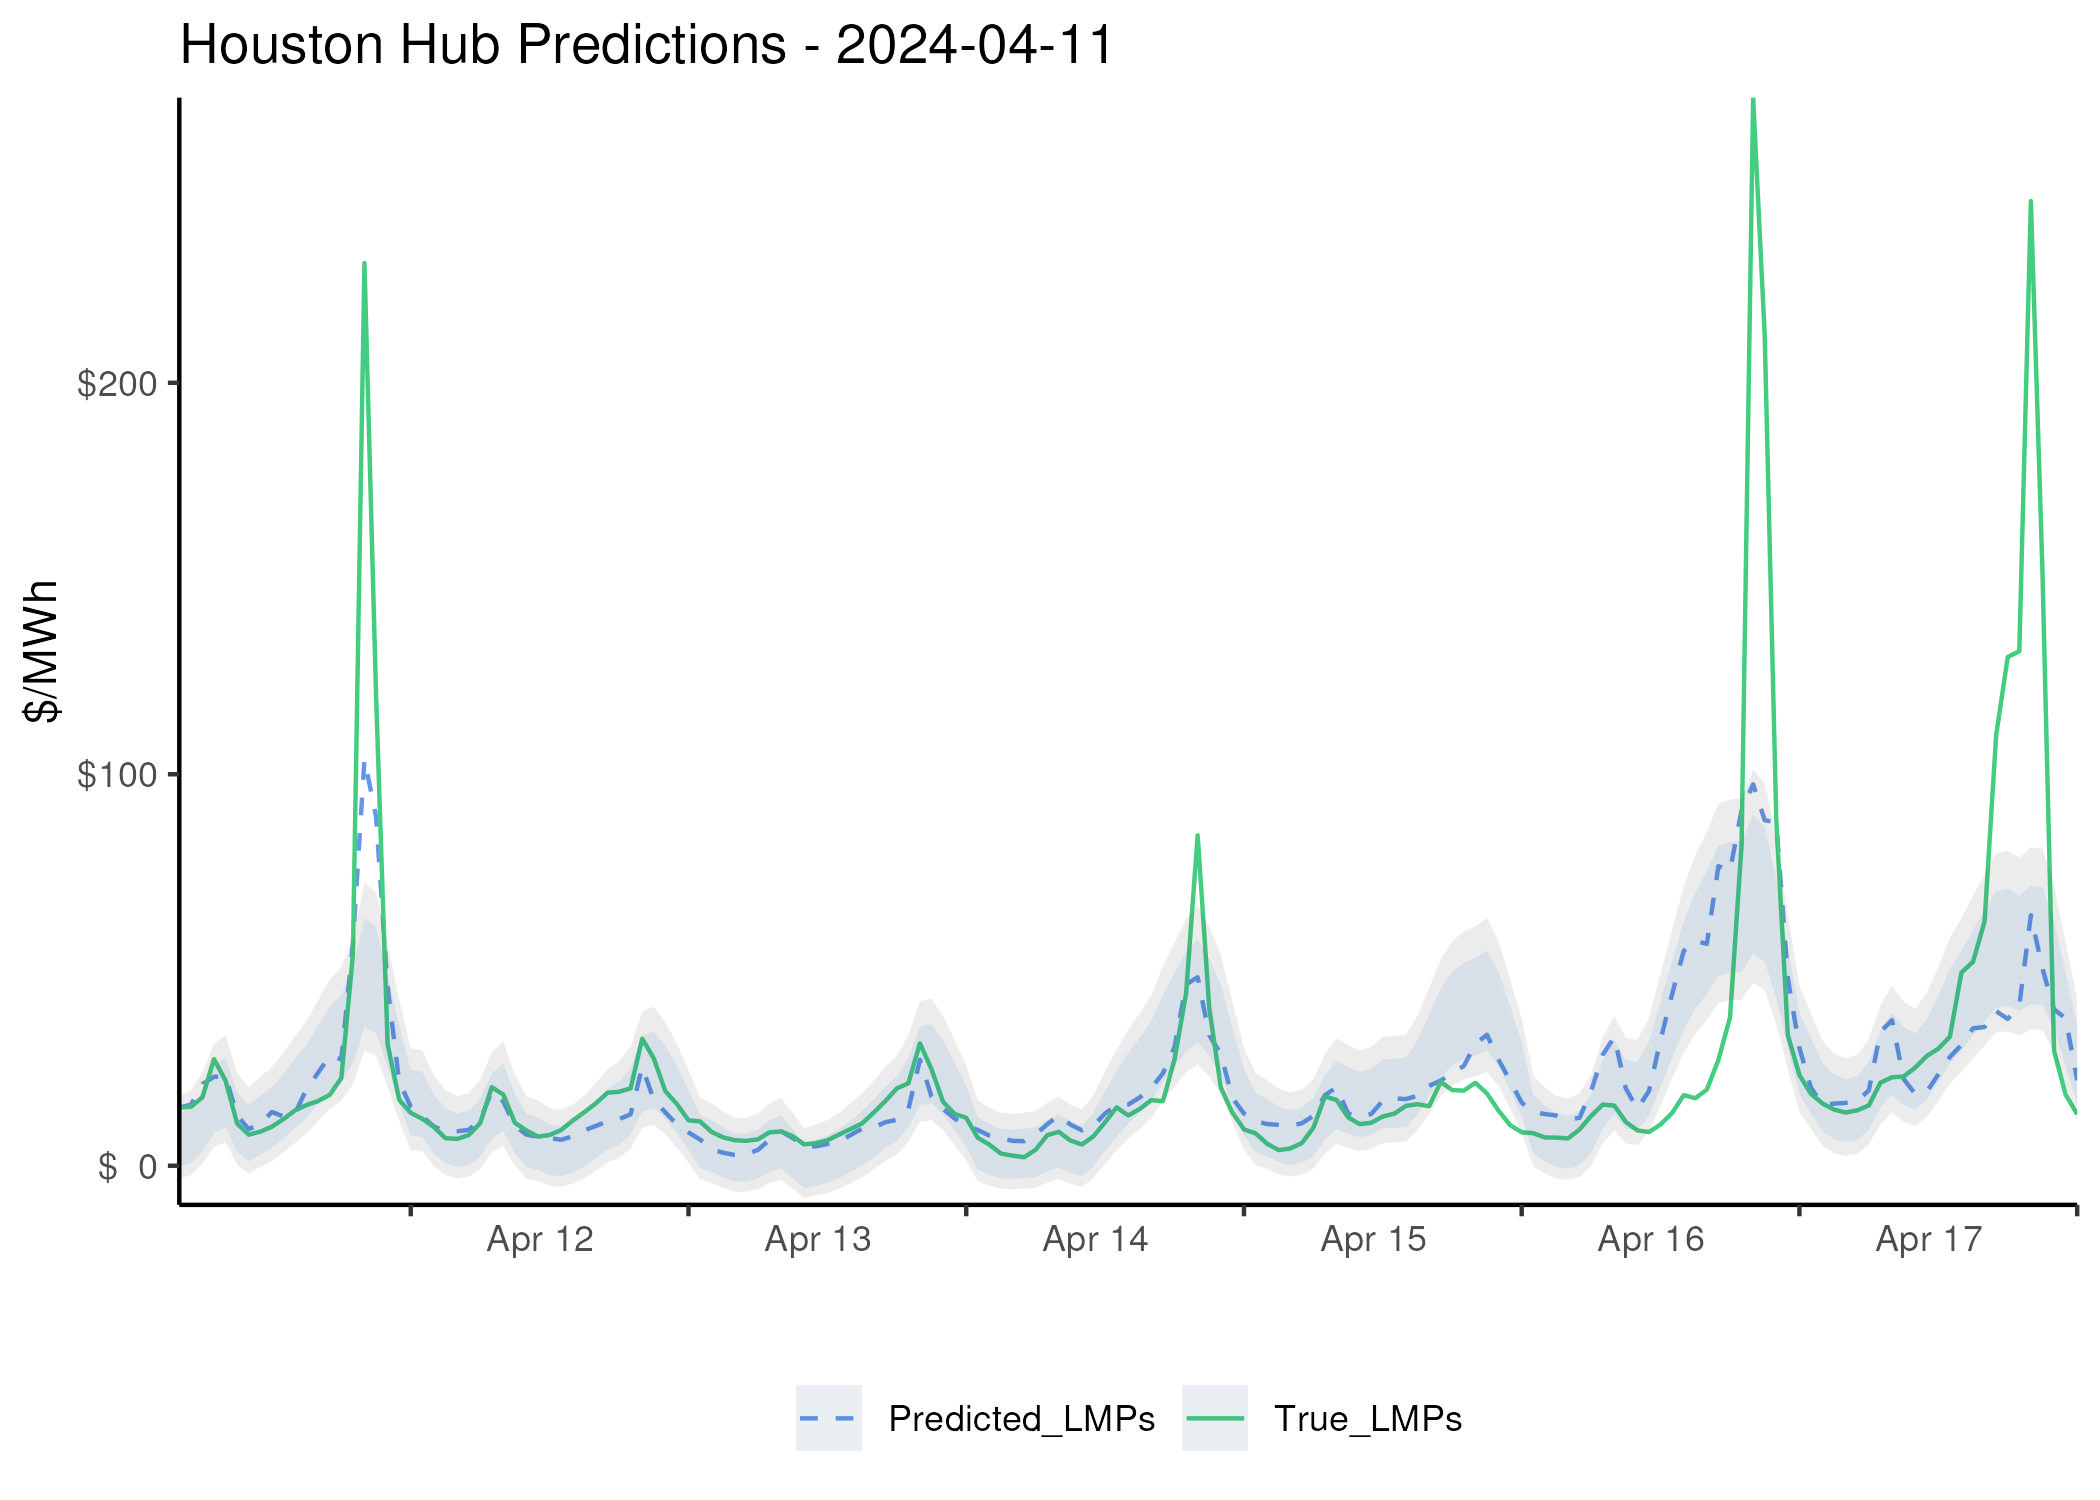 Houston Hub Predictions - 2024-04-11
$/MWh
$200
$100
$ 0
Apr 12 Apr 13 Apr 14 Apr 15 Apr 16 Apr 17
Predicted_LMPs True_LMPs